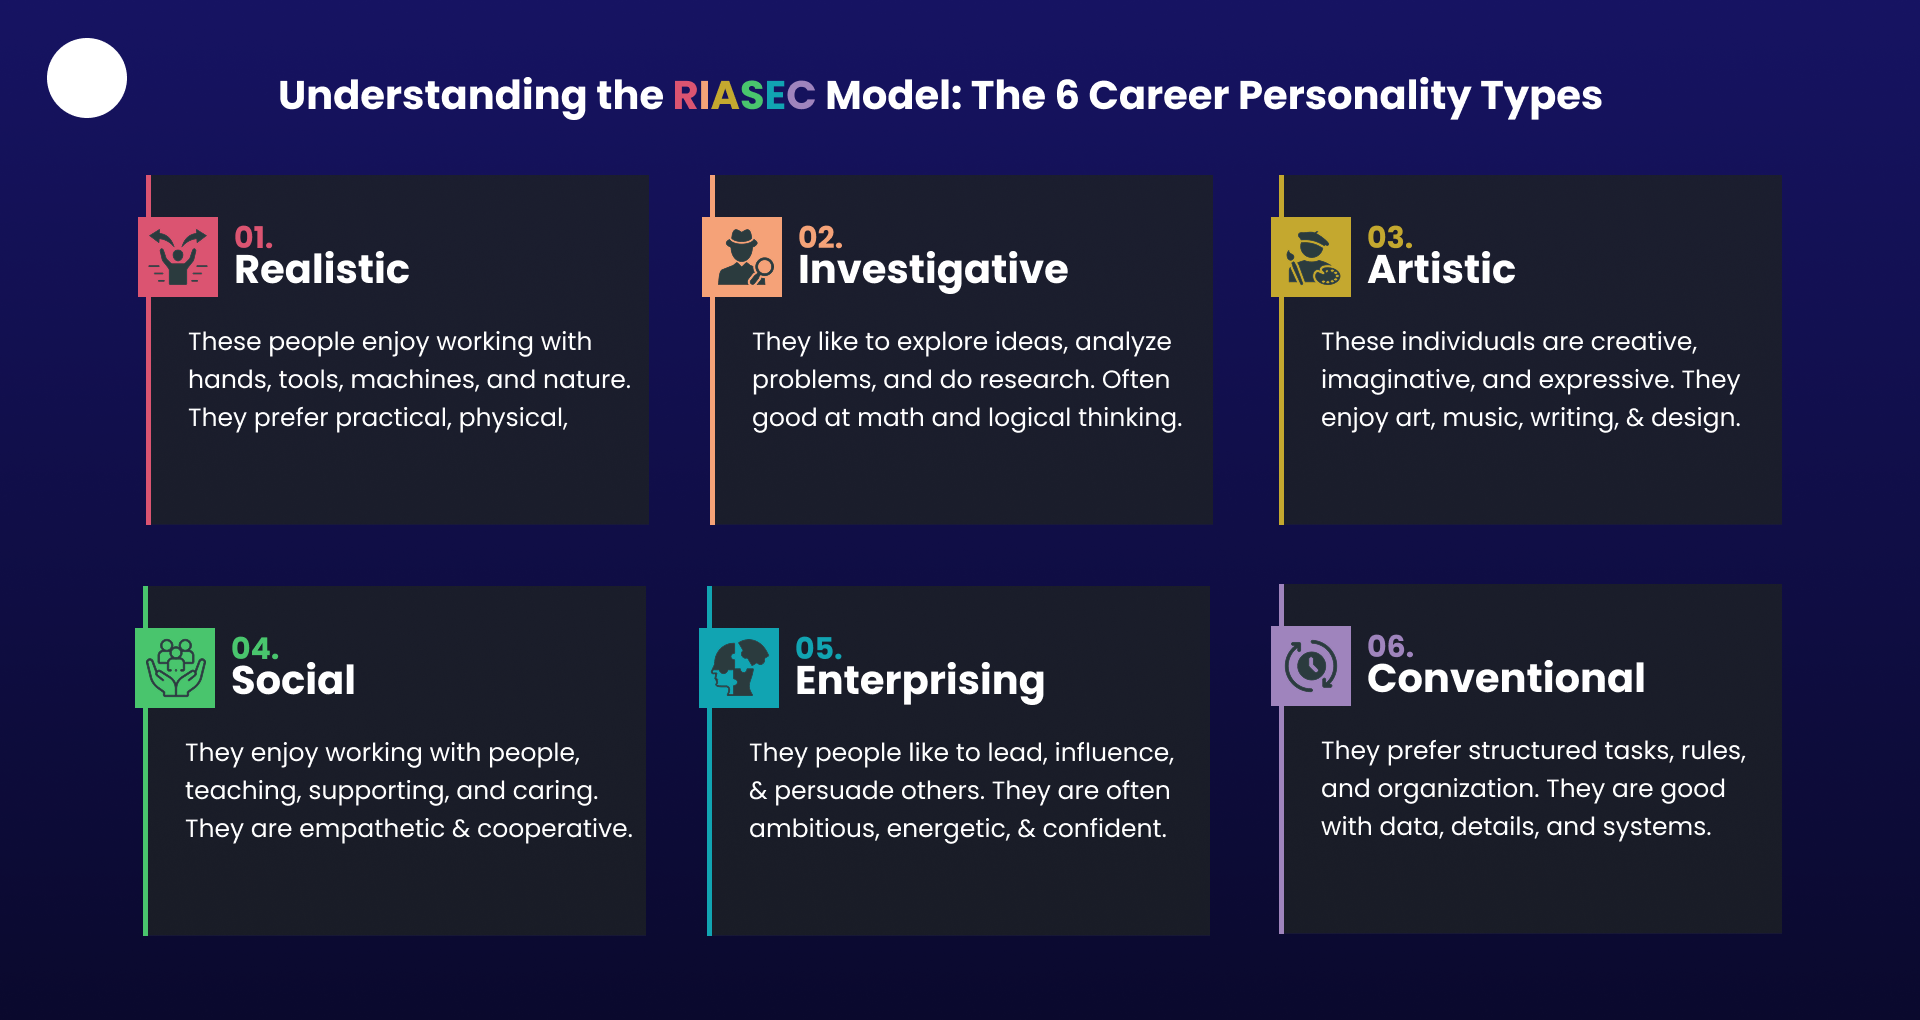 Understanding the RIASEC Model: The 6 Career Personality Types
01.
Realistic
These people enjoy working with
hands, tools, machines, and nature.
They prefer practical, physical,
02.
Investigative
They like to explore ideas, analyze
problems, and do research. Often
good at math and logical thinking.
03.
Artistic
These individuals are creative,
imaginative, and expressive. They
enjoy art, music, writing, & design.
04.
Social
They enjoy working with people,
teaching, supporting, and caring.
They are empathetic & cooperative.
05.
Enterprising
They people like to lead, influence,
& persuade others. They are often
ambitious, energetic, & confident.
06.
Conventional
They prefer structured tasks, rules,
and organization. They are good
with data, details, and systems.